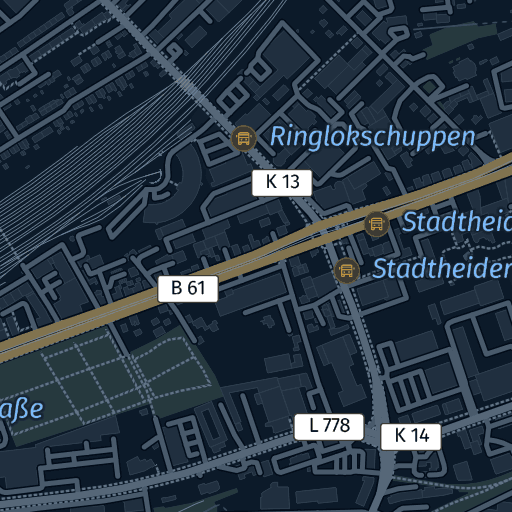 Ringlokschuppen
K 13
Stadtheid
Stadtheider
B 61
aße
L 778
K 14